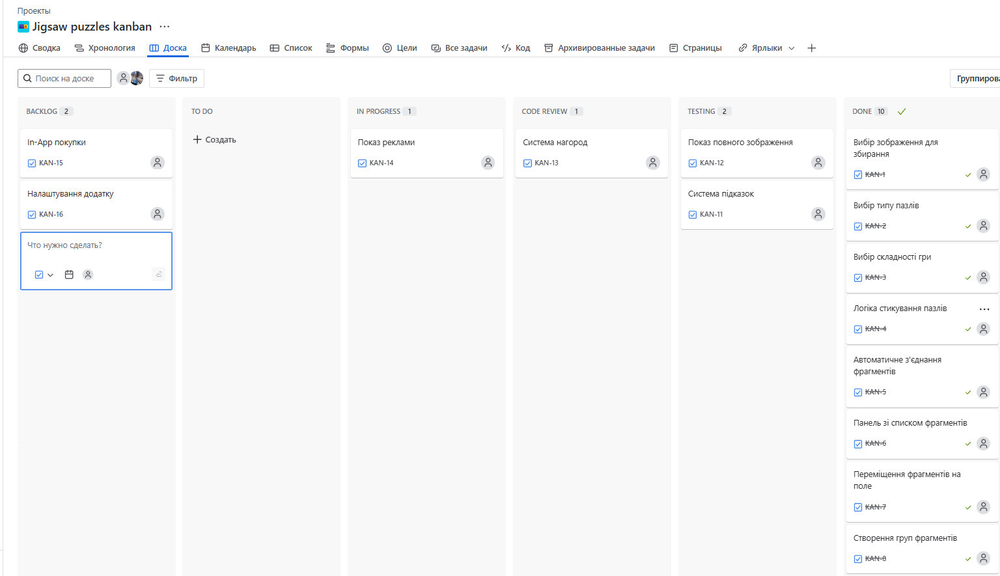 Проекты
Jigsaw puzzles kanban
Сводка Хронология Доска Календарь Список Формы Цели Все задачи Код Архивированные задачи Страницы Ярлыки
Поиск на доске Фильтр
BACKLOG 2
In-App покупки
KAN-15
Налаштування додатку
KAN-16
Что нужно сделать?
TO DO
Создать
IN PROGRESS 1
Показ реклами
KAN-14
CODE REVIEW 1
Система нагород
KAN-13
TESTING 2
Показ повного зображення
KAN-12
Система підказок
KAN-11
DONE 10
Вибір зображення для
збирання
KAN-1
Вибір типу пазлів
KAN-2
Вибір складності гри
KAN-3
Логіка стикування пазлів
KAN-4
Автоматичне з'єднання
фрагментів
KAN-5
Панель зі списком фрагментів
KAN-6
Переміщення фрагментів на
поле
KAN-7
Створення груп фрагментів
KAN-8